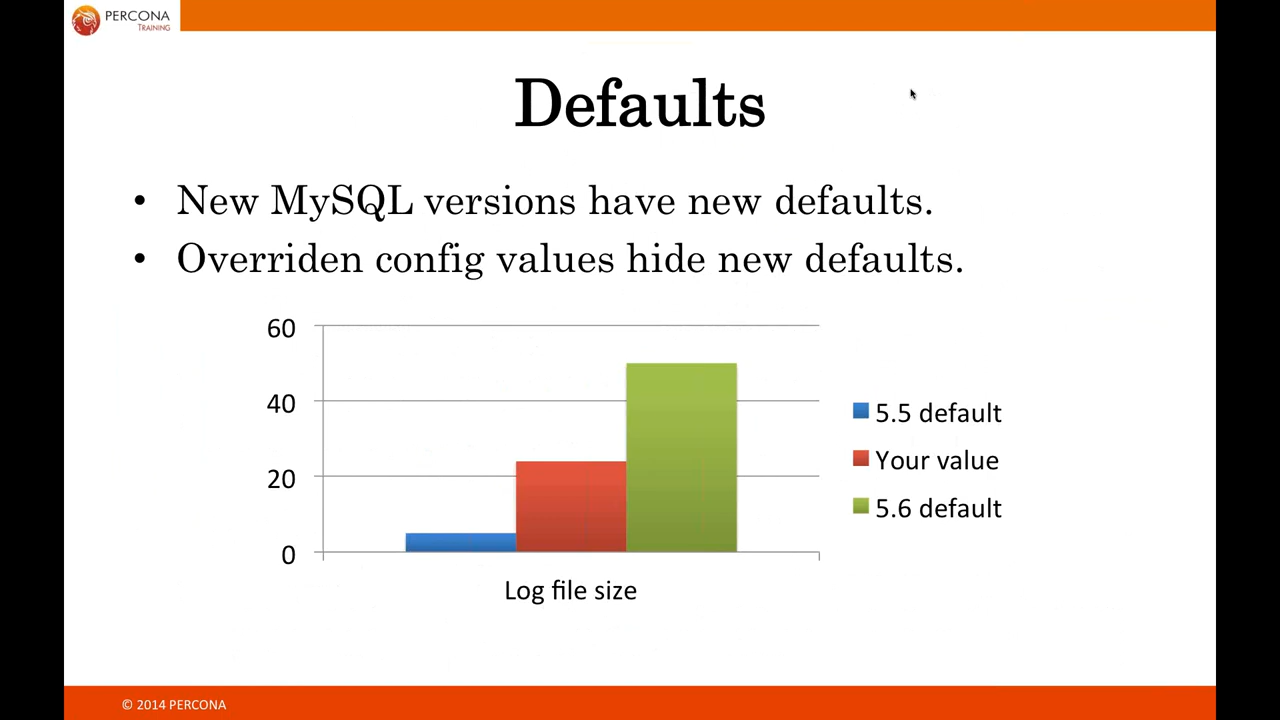 PERCONA
TRAINING
Defaults
• New MySQL versions have new defaults.
• Overriden config values hide new defaults.
60
40
20
0
Log file size
5.5 default
Your value
5.6 default
© 2014 PERCONA